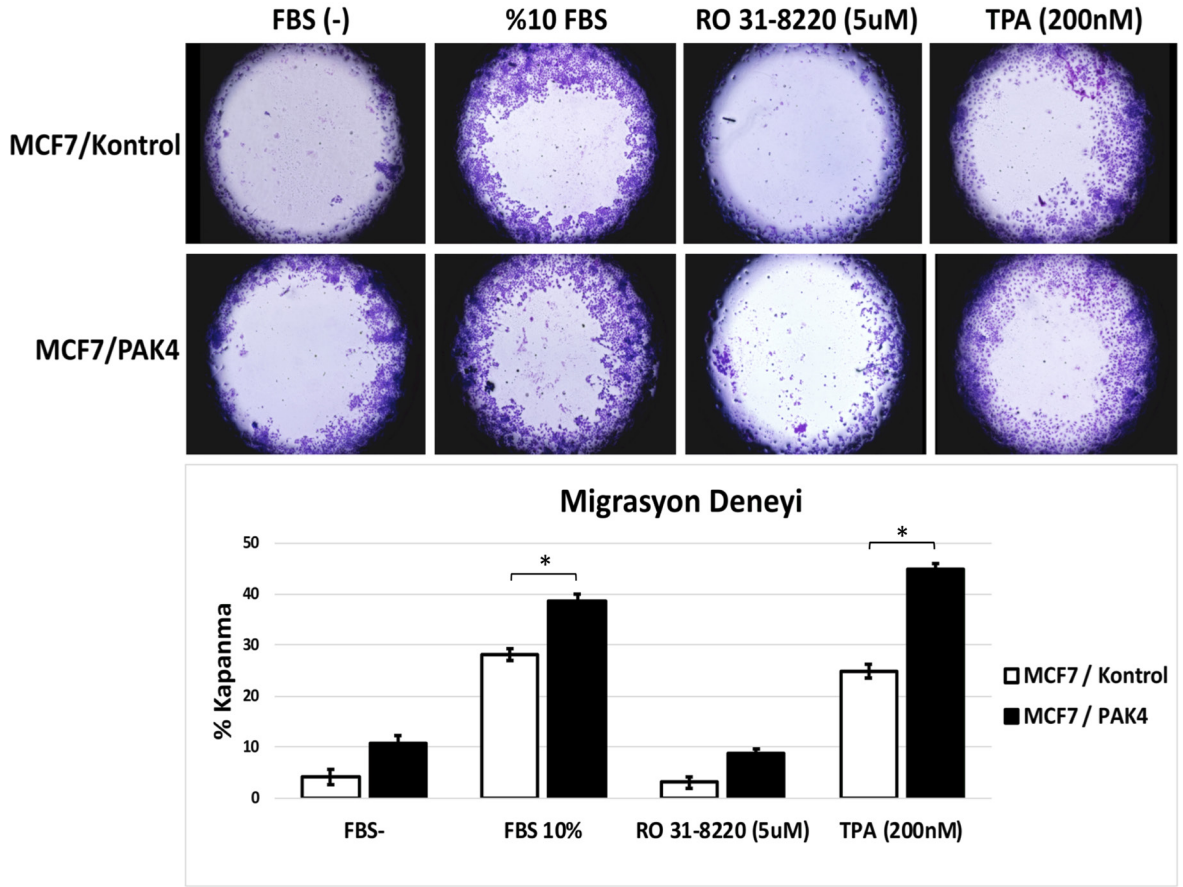 FBS (-) %10 FBS RO 31-8220 (5uM) TPA (200nM)
MCF7/Kontrol
MCF7/PAK4
Migrasyon Deneyi
% Kapanma
50
*
*
40
30
20
10
0
FBS- FBS 10% RO 31-8220 (5uM) TPA (200nM)
MCF7 / Kontrol
MCF7 / PAK4